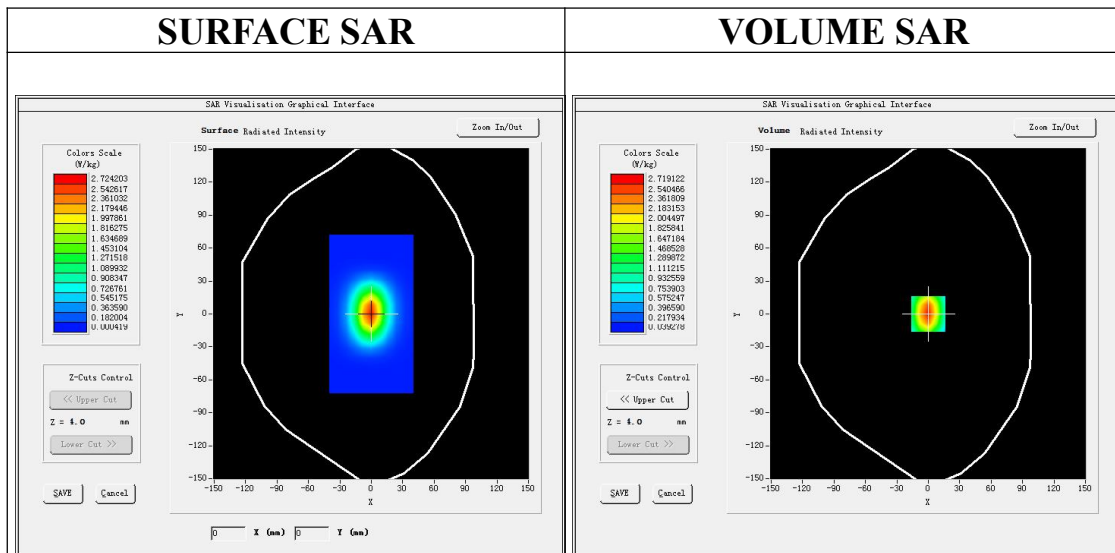 SURFACE SAR
VOLUME SAR
SAR Visualisation Graphical Interface
Surface Radiated Intensity
Zoom In/Out
Colors Scale
(W/kg)
2.724203
2.542617
2.361032
2.179446
1.997861
1.816275
1.634689
1.453104
1.271518
1.089932
0.908347
0.726761
0.545175
0.363590
0.182004
0.000419
Z-Cuts Control
<< Upper Cut
Z = 4.0 mm
Lower Cut >>
SAVE Cancel
150
120
90
60
30
0
-30
-60
-90
-120
-150
Y
-150 -120 -90 -60 -30 0 30 60 90 120 150
X
0 X (mm) 0 Y (mm)
SAR Visualisation Graphical Interface
Volume Radiated Intensity
Zoom In/Out
Colors Scale
(W/kg)
2.719122
2.540466
2.361809
2.183153
2.004497
1.825841
1.647184
1.468528
1.289872
1.111215
0.932559
0.753903
0.575247
0.396590
0.217934
0.039278
Z-Cuts Control
<< Upper Cut
Z = 4.0 mm
Lower Cut >>
SAVE Cancel
150
120
90
60
30
0
-30
-60
-90
-120
-150
Y
-150 -120 -90 -60 -30 0 30 60 90 120 150
X